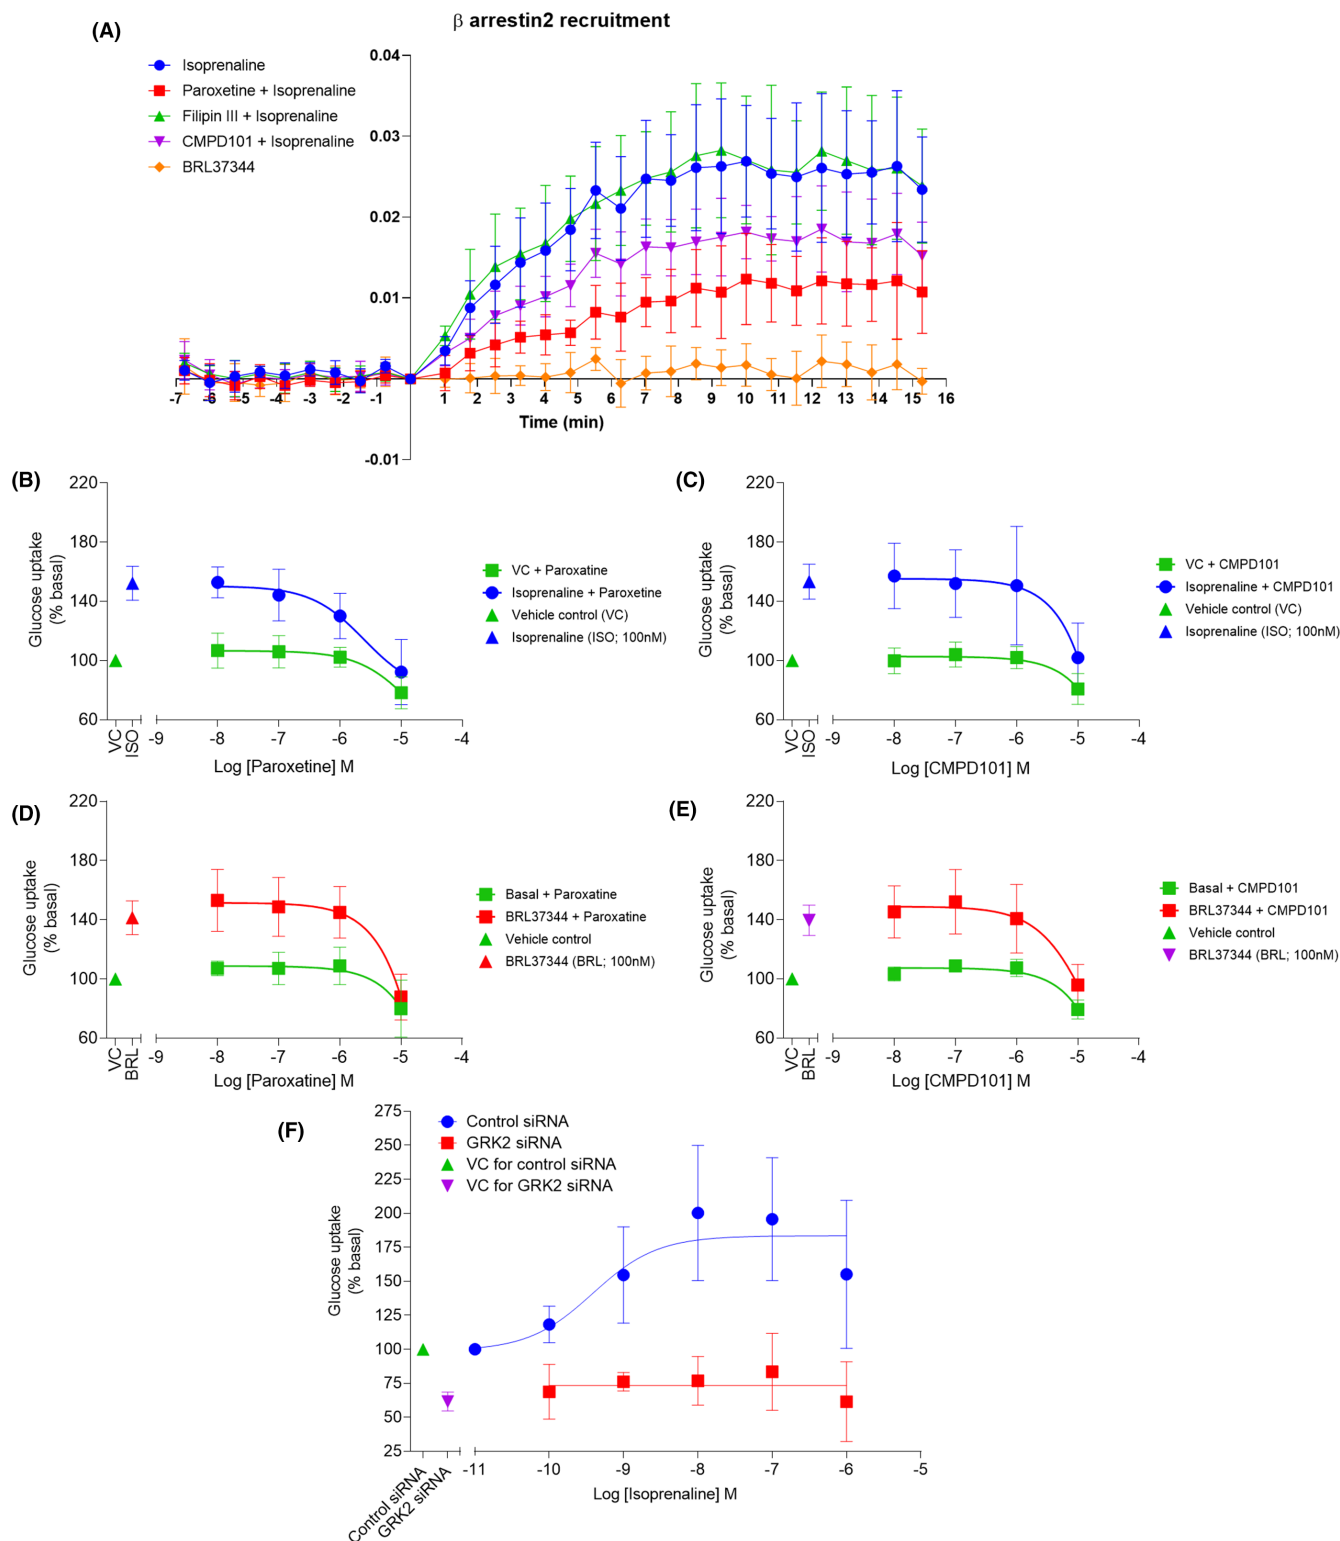 (A)
β arrestin2 recruitment
Isoprenaline
Paroxetine + Isoprenaline
Filipin III + Isoprenaline
CMPD101 + Isoprenaline
BRL37344
0.04
0.03
0.02
0.01
-0.01
-7 -6 -5 -4 -3 -2 -1 1 2 3 4 5 6 7 8 9 10 11 12 13 14 15 16
Time (min)
(B)
Glucose uptake
(% basal)
220
180
140
100
60
VC
ISO
-9 -8 -7 -6 -5 -4
Log [Paroxetine] M
VC + Paroxatine
Isoprenaline + Paroxetine
Vehicle control (VC)
Isoprenaline (ISO; 100nM)
(C)
Glucose uptake
(% basal)
220
180
140
100
60
VC
ISO
-9 -8 -7 -6 -5 -4
Log [CMPD101] M
VC + CMPD101
Isoprenaline + CMPD101
Vehicle control (VC)
Isoprenaline (ISO; 100nM)
(D)
Glucose uptake
(% basal)
220
180
140
100
60
VC
BRL
-9 -8 -7 -6 -5 -4
Log [Paroxatine] M
Basal + Paroxatine
BRL37344 + Paroxatine
Vehicle control
BRL37344 (BRL; 100nM)
(E)
Glucose uptake
(% basal)
220
180
140
100
60
VC
BRL
-9 -8 -7 -6 -5 -4
Log [CMPD101] M
Basal + CMPD101
BRL37344 + CMPD101
Vehicle control
BRL37344 (BRL; 100nM)
(F)
Glucose uptake
(% basal)
275
250
225
200
175
150
125
100
75
50
25
Control siRNA
GRK2 siRNA
VC for control siRNA
VC for GRK2 siRNA
Control siRNA
GRK2 siRNA
-11 -10 -9 -8 -7 -6 -5
Log [Isoprenaline] M